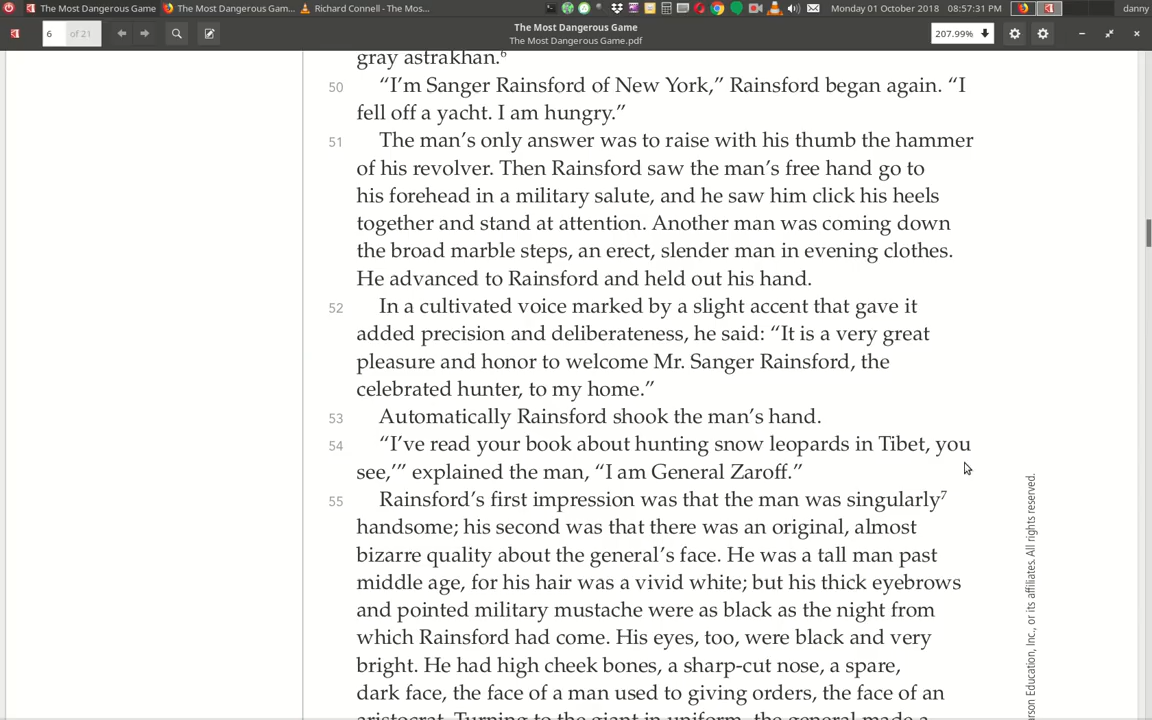 The Most Dangerous Game
The Most Dangerous Gam...
Richard Connell - The Mos...
Monday 01 October 2018
08:57:31 PM
danny
6
of 21
The Most Dangerous Game
The Most Dangerous Game.pdf
207.99%
gray astrakhan.6
50 “I’m Sanger Rainsford of New York,” Rainsford began again. “I
fell off a yacht. I am hungry.”
51 The man’s only answer was to raise with his thumb the hammer
of his revolver. Then Rainsford saw the man’s free hand go to
his forehead in a military salute, and he saw him click his heels
together and stand at attention. Another man was coming down
the broad marble steps, an erect, slender man in evening clothes.
He advanced to Rainsford and held out his hand.
52 In a cultivated voice marked by a slight accent that gave it
added precision and deliberateness, he said: “It is a very great
pleasure and honor to welcome Mr. Sanger Rainsford, the
celebrated hunter, to my home.”
53 Automatically Rainsford shook the man’s hand.
54 “I’ve read your book about hunting snow leopards in Tibet, you
see,’” explained the man, “I am General Zaroff.”
55 Rainsford’s first impression was that the man was singularly7
handsome; his second was that there was an original, almost
bizarre quality about the general’s face. He was a tall man past
middle age, for his hair was a vivid white; but his thick eyebrows
and pointed military mustache were as black as the night from
which Rainsford had come. His eyes, too, were black and very
bright. He had high cheek bones, a sharp-cut nose, a spare,
dark face, the face of a man used to giving orders, the face of an
aristocrat. Turning to the giant in uniform, the general made a
rson Education, Inc., or its affiliates. All rights reserved.